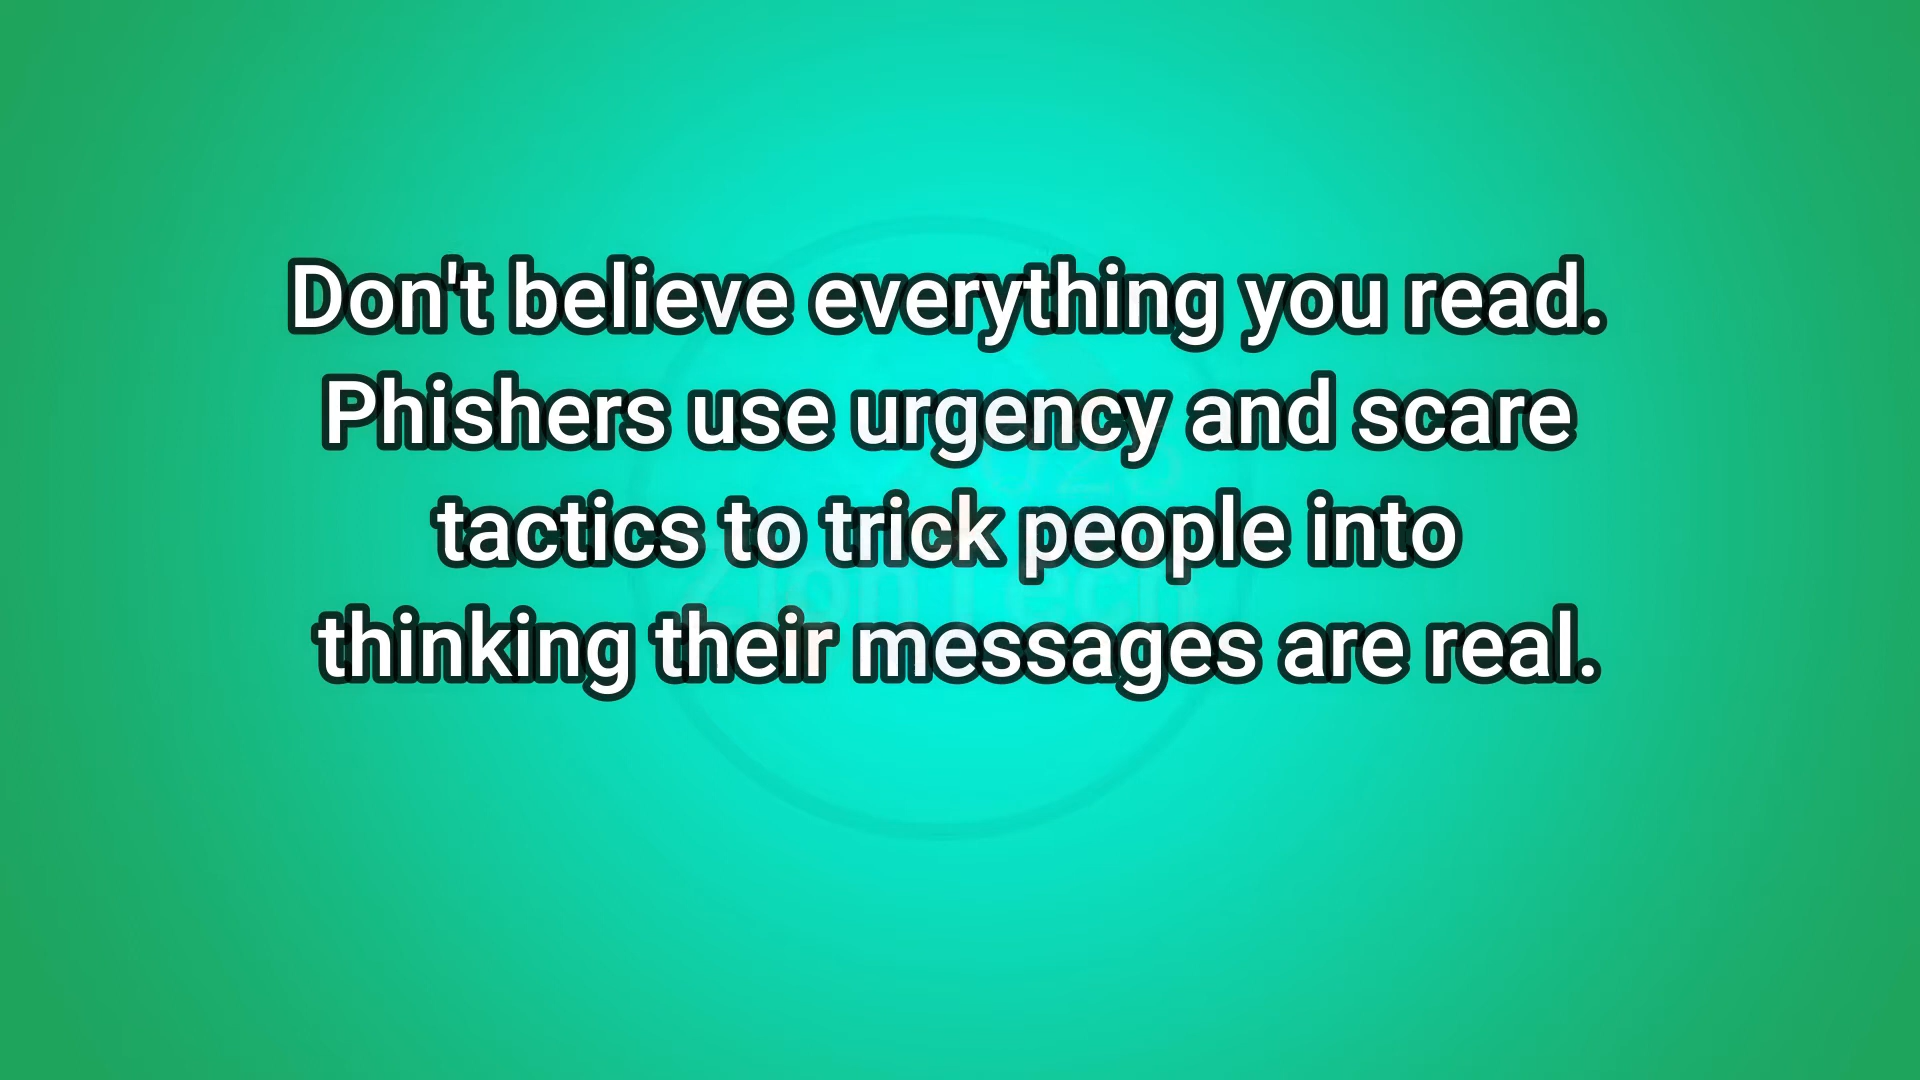 Don't believe everything you read.
Phishers use urgency and scare
tactics to trick people into
thinking their messages are real.